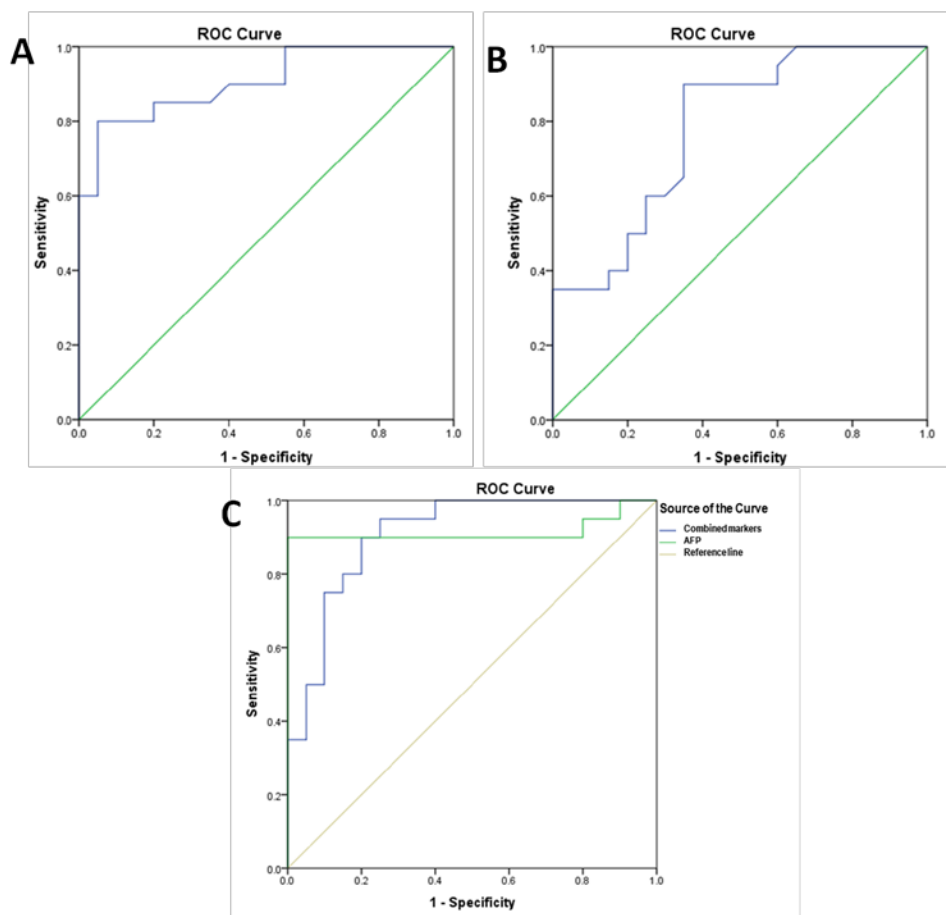 A
ROC Curve
1.0
0.8
0.6
0.4
0.2
0.0
Sensitivity
0.0 0.2 0.4 0.6 0.8 1.0
1 - Specificity
B
ROC Curve
1.0
0.8
0.6
0.4
0.2
0.0
Sensitivity
0.0 0.2 0.4 0.6 0.8 1.0
1 - Specificity
C
ROC Curve
1.0
0.8
0.6
0.4
0.2
0.0
Sensitivity
0.0 0.2 0.4 0.6 0.8 1.0
1 - Specificity
Source of the Curve
Combined markers
AFP
Reference line